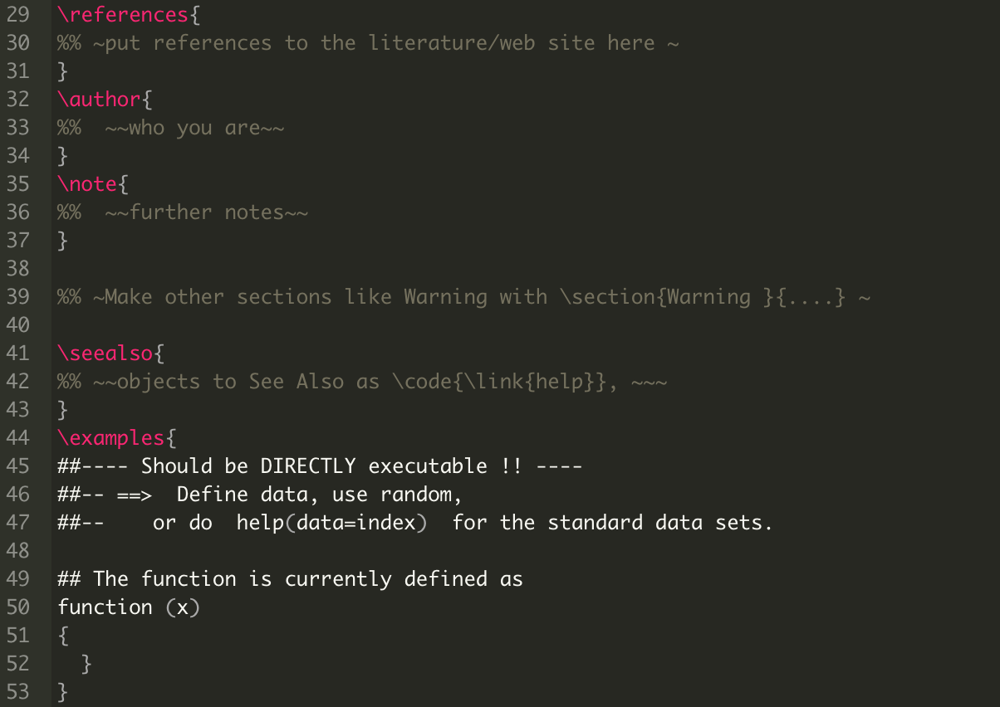 29 \references{
30 %% ~put references to the literature/web site here ~
31 }
32 \author{
33 %%  ~~who you are~~
34 }
35 \note{
36 %%  ~~further notes~~
37 }
38
39 %% ~Make other sections like Warning with \section{Warning }{....} ~
40
41 \seealso{
42 %% ~~objects to See Also as \code{\link{help}}, ~~~
43 }
44 \examples{
45 ##---- Should be DIRECTLY executable !! ----
46 ##-- ==>  Define data, use random,
47 ##--    or do  help(data=index)  for the standard data sets.
48
49 ## The function is currently defined as
50 function (x)
51 {
52   }
53 }